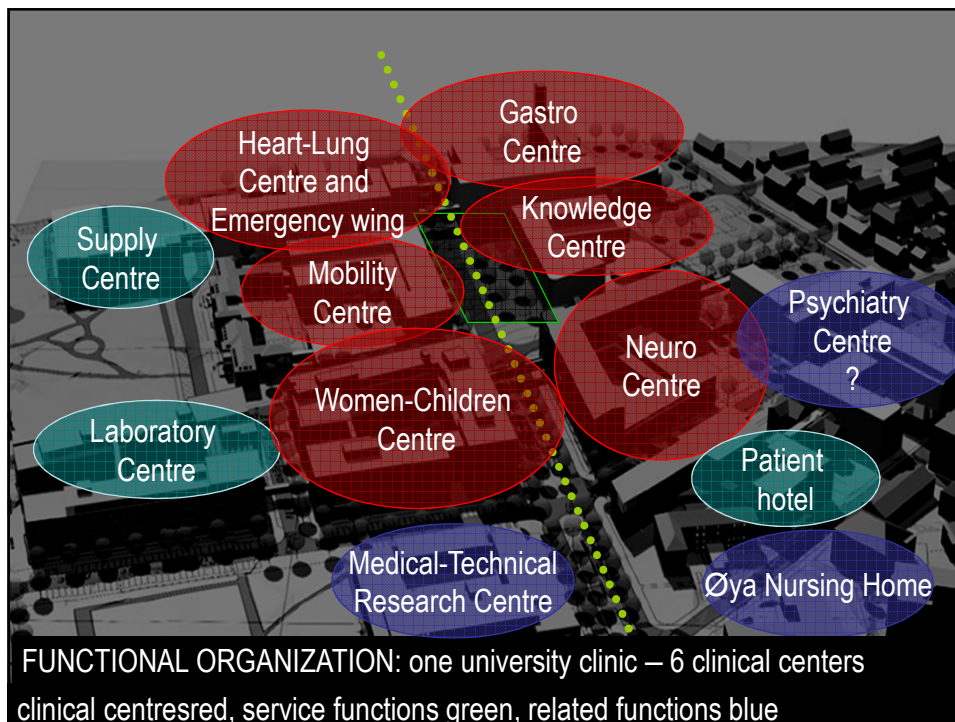 Gastro
Centre
Heart-Lung
Centre and
Emergency wing
Knowledge
Centre
Supply
Centre
Mobility
Centre
Psychiatry
Centre
?
Neuro
Centre
Women-Children
Centre
Laboratory
Centre
Patient
hotel
Medical-Technical
Research Centre
Øya Nursing Home
FUNCTIONAL ORGANIZATION: one university clinic – 6 clinical centers
clinical centresred, service functions green, related functions blue